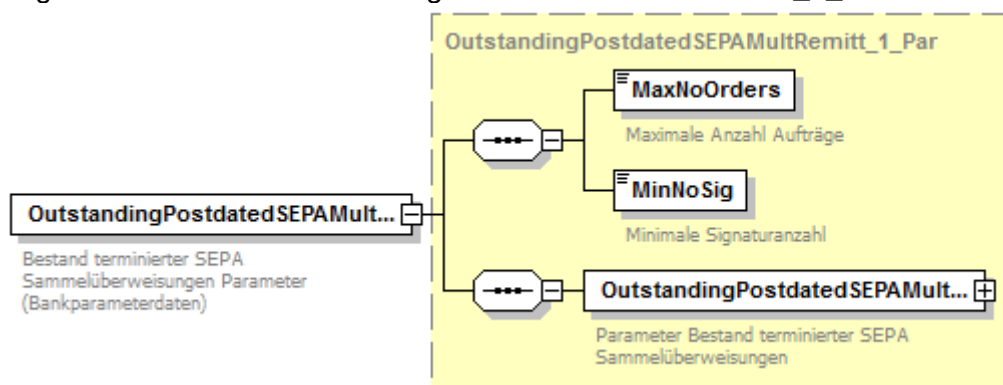 OutstandingPostdatedSEPAMultRemitt_1_Par
MaxNoOrders
Maximale Anzahl Aufträge
MinNoSig
Minimale Signaturanzahl
OutstandingPostdatedSEPAMult...
Bestand terminierter SEPA
Sammelüberweisungen Parameter
(Bankparameterdaten)
OutstandingPostdatedSEPAMult...
Parameter Bestand terminierter SEPA
Sammelüberweisungen